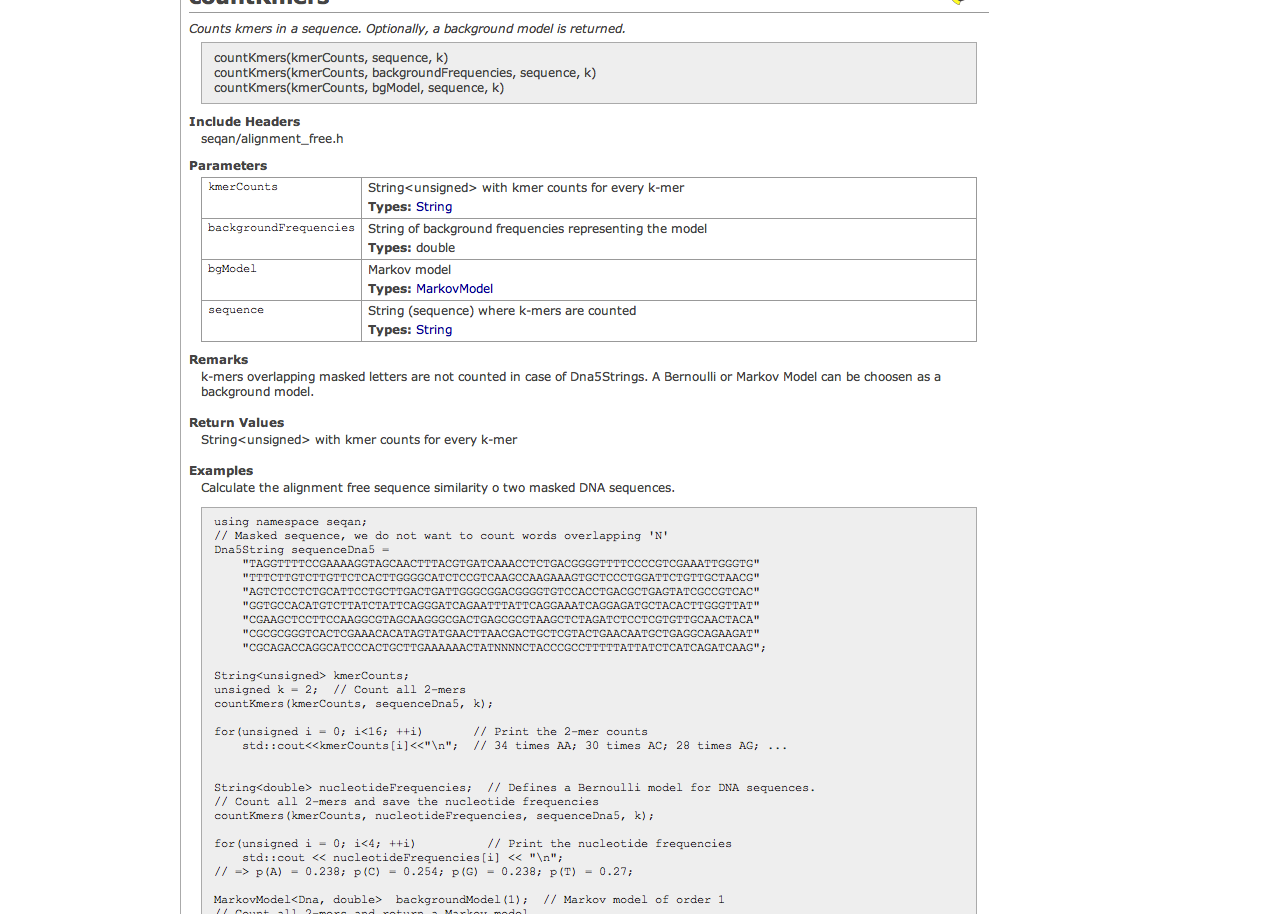 countKmers
Counts kmers in a sequence. Optionally, a background model is returned.
countKmers(kmerCounts, sequence, k)
countKmers(kmerCounts, backgroundFrequencies, sequence, k)
countKmers(kmerCounts, bgModel, sequence, k)
Include Headers
seqan/alignment_free.h
Parameters
kmerCounts String<unsigned> with kmer counts for every k-mer
Types: String
backgroundFrequencies String of background frequencies representing the model
Types: double
bgModel Markov model
Types: MarkovModel
sequence String (sequence) where k-mers are counted
Types: String
Remarks
k-mers overlapping masked letters are not counted in case of Dna5Strings. A Bernoulli or Markov Model can be choosen as a
background model.
Return Values
String<unsigned> with kmer counts for every k-mer
Examples
Calculate the alignment free sequence similarity o two masked DNA sequences.
using namespace seqan;
// Masked sequence, we do not want to count words overlapping 'N'
Dna5String sequenceDna5 =
"TAGGTTTTCCGAAAAGGTAGCAACTTTACGTGATCAAACCTCTGACGGGGTTTTCCCCGTCGAAATTGGGTG"
"TTTCTTGTCTTGTTCTCACTTGGGGCATCTCCGTCAAGCCAAGAAAGTGCTCCCTGGATTCTGTTGCTAACG"
"AGTCTCCTCTGCATTCCTGCTTGACTGATTGGGCGGACGGGGTGTCCACCTGACGCTGAGTATCGCCGTCAC"
"GGTGCCACATGTCTTATCTATTCAGGGATCAGAATTTATTCAGGAAATCAGGAGATGCTACACTTGGGTTAT"
"CGAAGCTCCTTCCAAGGCGTAGCAAGGGCGACTGAGCGCGTAAGCTCTAGATCTCCTCGTGTTGCAACTACA"
"CGCGCGGGTCACTCGAAACACATAGTATGAACTTAACGACTGCTCGTACTGAACAATGCTGAGGCAGAAGAT"
"CGCAGACCAGGCATCCCACTGCTTGAAAAAACTATNNNNCTACCCGCCTTTTTATTATCTCATCAGATCAAG";
String<unsigned> kmerCounts;
unsigned k = 2;  // Count all 2-mers
countKmers(kmerCounts, sequenceDna5, k);
for(unsigned i = 0; i<16; ++i)       // Print the 2-mer counts
std::cout<<kmerCounts[i]<<"\n";  // 34 times AA; 30 times AC; 28 times AG; ...
String<double> nucleotideFrequencies;  // Defines a Bernoulli model for DNA sequences.
// Count all 2-mers and save the nucleotide frequencies
countKmers(kmerCounts, nucleotideFrequencies, sequenceDna5, k);
for(unsigned i = 0; i<4; ++i)          // Print the nucleotide frequencies
std::cout << nucleotideFrequencies[i] << "\n";
// => p(A) = 0.238; p(C) = 0.254; p(G) = 0.238; p(T) = 0.27;
MarkovModel<Dna, double>  backgroundModel(1);  // Markov model of order 1
// Count all 2-mers and return a Markov model